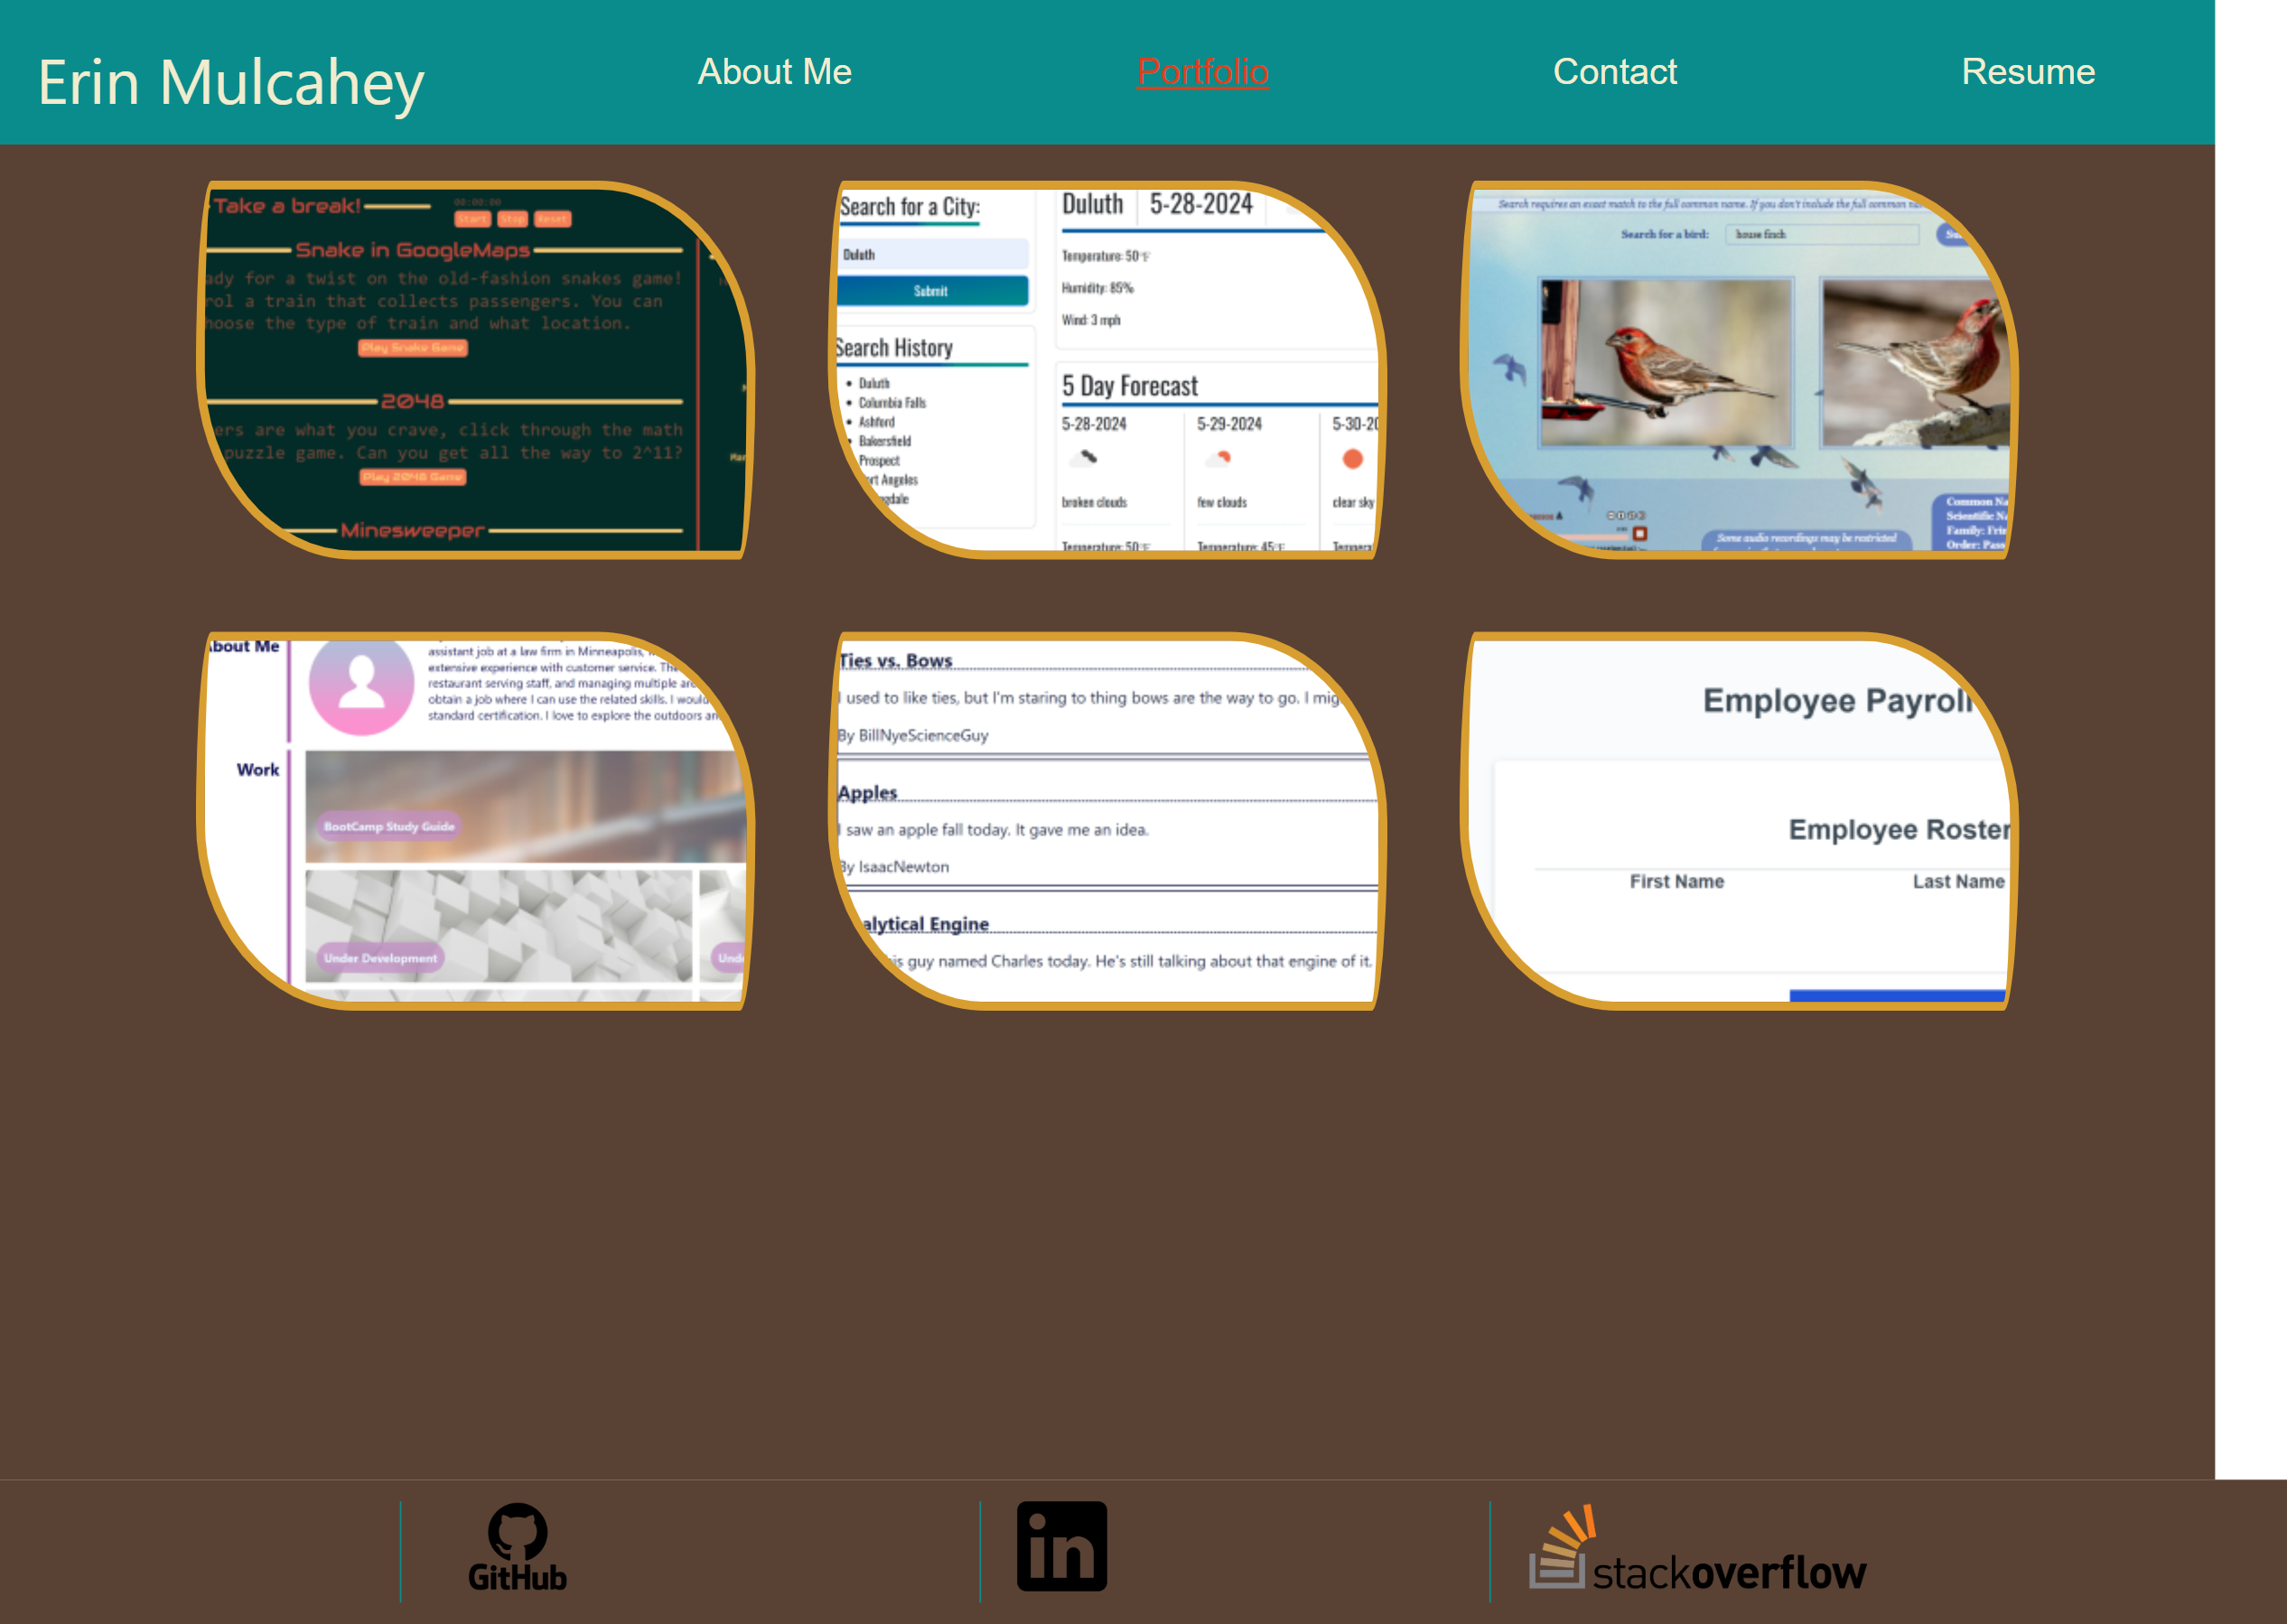 Erin Mulcahey
About Me
Portfolio
Contact
Resume
Take a break!
00:00:00
Start Stop Reset
Snake in GoogleMaps
ady for a twist on the old-fashion snakes game!
rol a train that collects passengers. You can
hoose the type of train and what location.
Play Snake Game
2048
ers are what you crave, click through the math
puzzle game. Can you get all the way to 2^11?
Play 2048 Game
Minesweeper
Search for a City:
Duluth
Submit
Search History
Duluth
Columbia Falls
Ashford
Bakersfield
Prospect
ort Angeles
gdale
Duluth 5-28-2024
Temperature: 50 °F
Humidity: 85%
Wind: 3 mph
5 Day Forecast
5-28-2024 5-29-2024 5-30-20
broken clouds few clouds clear sky
Temperature: 50 °F Temperature: 45 °F Tempera
Search requires an exact match to the full common name. If you don't include the full common
Search for a bird: house finch
Some audio recordings may be restricted
Common Na
Scientific Na
Family: Frin
Order: Pass
bout Me
assistant job at a law firm in Minneapolis,
extensive experience with customer service. The
restaurant serving staff, and managing multiple
obtain a job where I can use the related skills. I would
standard certification. I love to explore the outdoors an
Work
BootCamp Study Guide
Under Development
Unde
Ties vs. Bows
I used to like ties, but I'm staring to thing bows are the way to go. I mig
By BillNyeScienceGuy
Apples
I saw an apple fall today. It gave me an idea.
By IsaacNewton
alytical Engine
is guy named Charles today. He's still talking about that engine of it.
Employee Payroll
Employee Roster
First Name Last Name
GitHub
in
stackoverflow